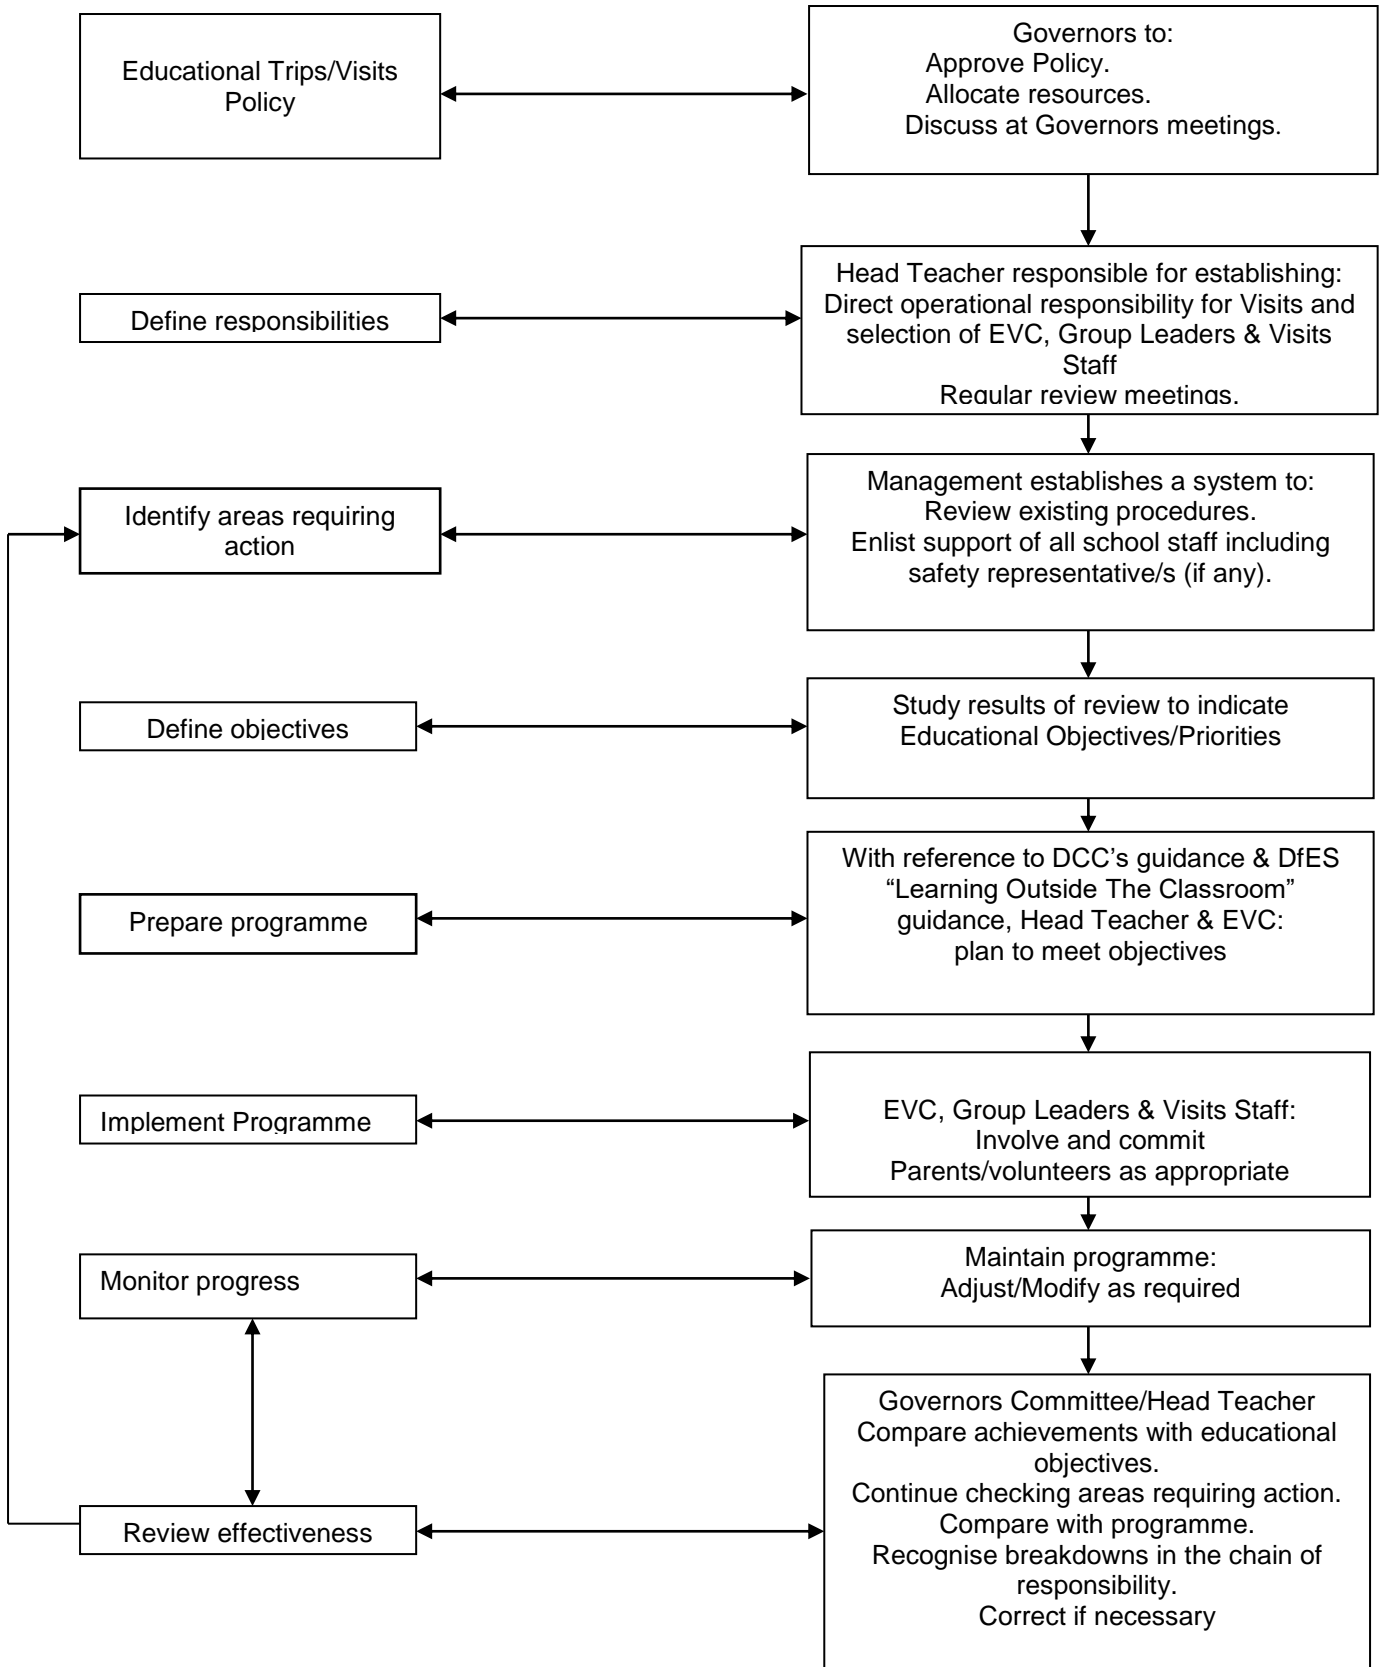 Educational Trips/Visits
Policy
Governors to:
Approve Policy.
Allocate resources.
Discuss at Governors meetings.
Define responsibilities
Head Teacher responsible for establishing:
Direct operational responsibility for Visits and
selection of EVC, Group Leaders & Visits
Staff
Regular review meetings.
Identify areas requiring
action
Management establishes a system to:
Review existing procedures.
Enlist support of all school staff including
safety representative/s (if any).
Define objectives
Study results of review to indicate
Educational Objectives/Priorities
Prepare programme
With reference to DCC’s guidance & DfES
“Learning Outside The Classroom”
guidance, Head Teacher & EVC:
plan to meet objectives
Implement Programme
EVC, Group Leaders & Visits Staff:
Involve and commit
Parents/volunteers as appropriate
Monitor progress
Maintain programme:
Adjust/Modify as required
Review effectiveness
Governors Committee/Head Teacher
Compare achievements with educational
objectives.
Continue checking areas requiring action.
Compare with programme.
Recognise breakdowns in the chain of
responsibility.
Correct if necessary